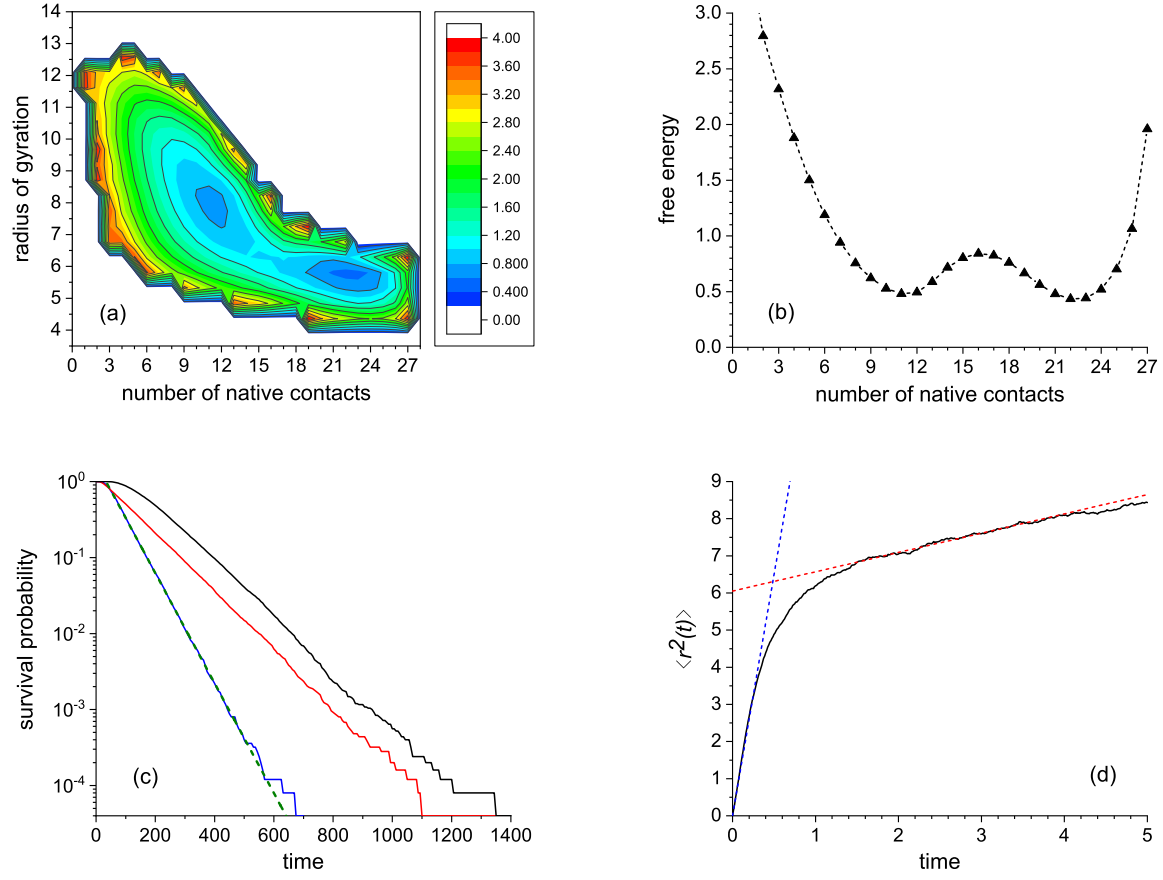 14
13
12
11
10
9
8
7
6
5
4
radius of gyration
(a)
0 3 6 9 12 15 18 21 24 27
number of native contacts
4.00
3.60
3.20
2.80
2.40
2.00
1.60
1.20
0.800
0.400
0.00
3.0
2.5
2.0
1.5
1.0
0.5
0.0
free energy
(b)
0 3 6 9 12 15 18 21 24 27
number of native contacts
10^0
10^-1
10^-2
10^-3
10^-4
survival probability
(c)
0 200 400 600 800 1000 1200 1400
time
9
8
7
6
5
4
3
2
1
0
⟨r²(t)⟩
(d)
0 1 2 3 4 5
time